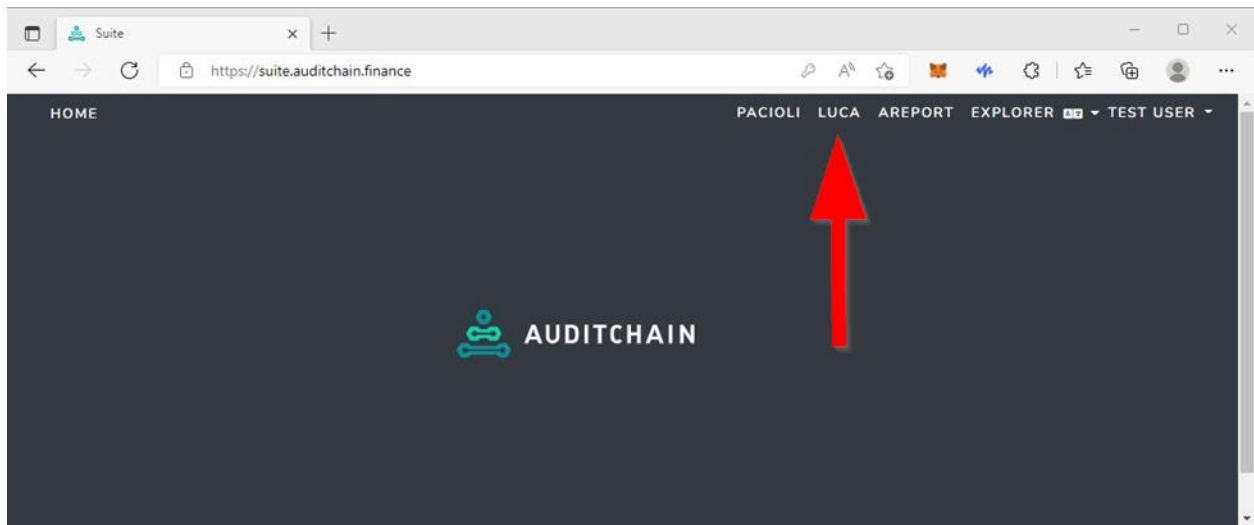 Suite
https://suite.auditchain.finance
HOME PACIOLI LUCA AREPORT EXPLORER TEST USER
AUDITCHAIN